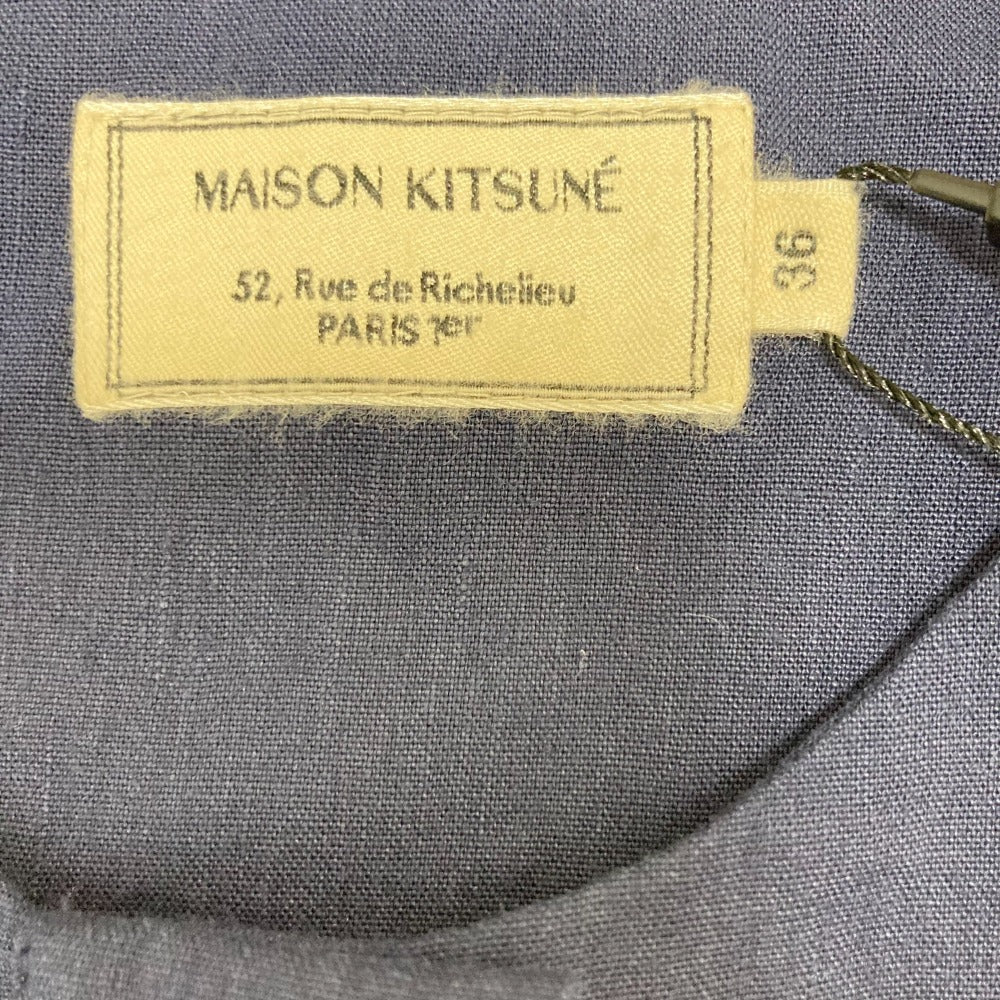 MAISON KITSUNÉ
52, Rue de Richelieu
PARIS 1er
36